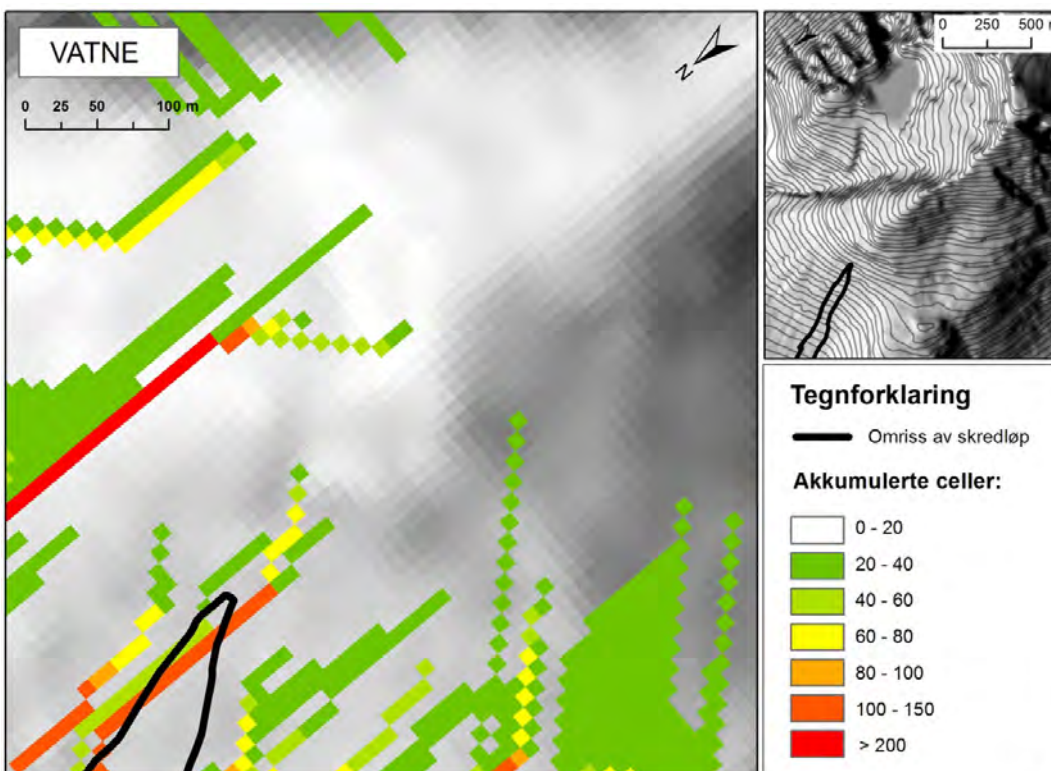 VATNE
0 25 50 100 m
N
0 250 500 m
Tegnforklaring
Omriss av skredløp
Akkumulerte celler:
0 - 20
20 - 40
40 - 60
60 - 80
80 - 100
100 - 150
> 200